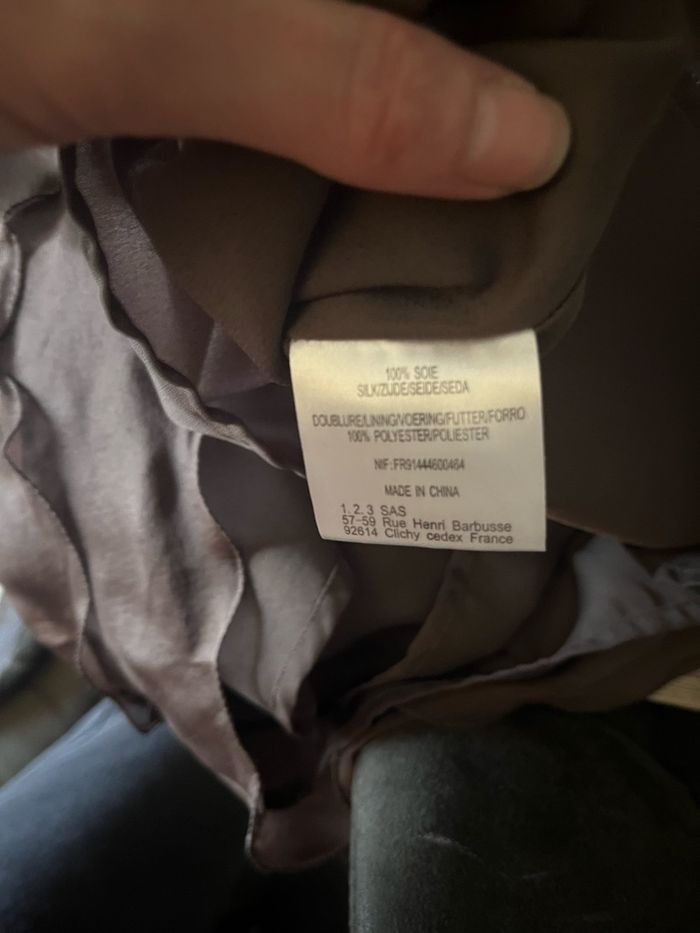 100% SOIE
SILK/ZIJDE/SEIDE/SEDA
DOUBLURE/LINING/VOERING/FUTTER/FORRO
100% POLYESTER/POLIESTER
NIF:FR91444600464
MADE IN CHINA
1.2.3 SAS
57-59 Rue Henri Barbusse
92614 Clichy cedex France